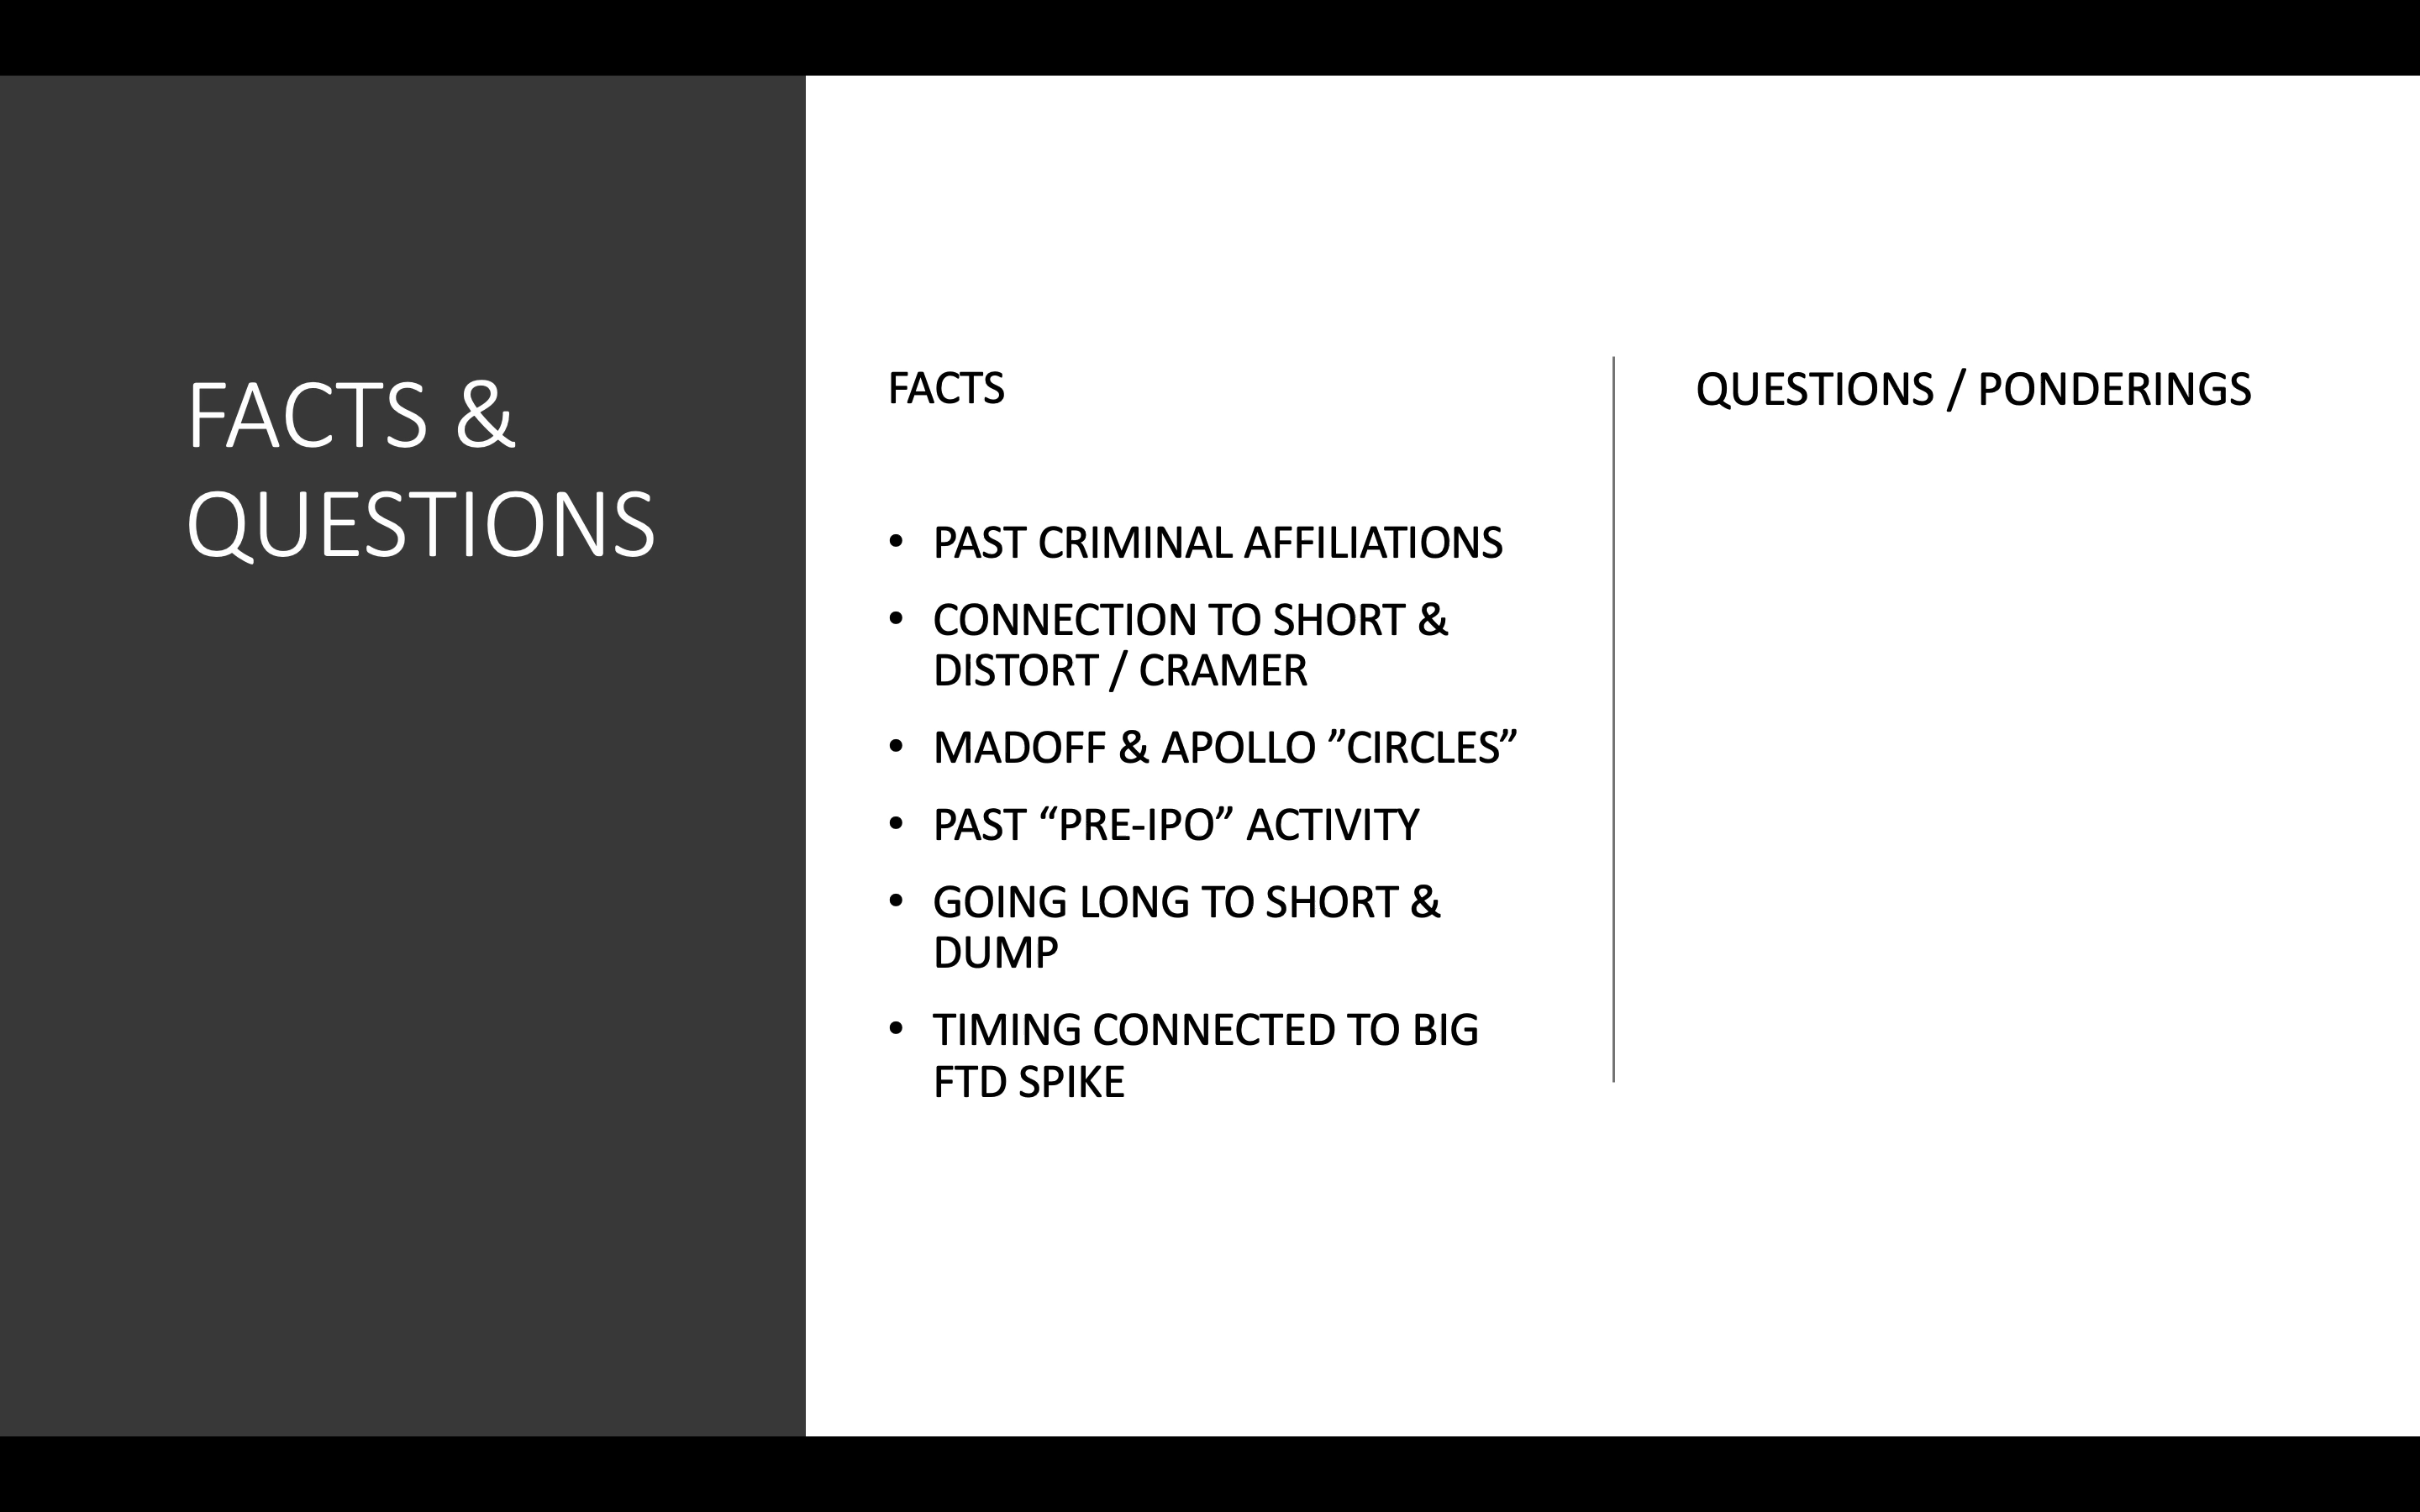 FACTS &
QUESTIONS
FACTS
• PAST CRIMINAL AFFILIATIONS
• CONNECTION TO SHORT &
DISTORT / CRAMER
• MADOFF & APOLLO ”CIRCLES”
• PAST “PRE-IPO” ACTIVITY
• GOING LONG TO SHORT &
DUMP
• TIMING CONNECTED TO BIG
FTD SPIKE
QUESTIONS / PONDERINGS